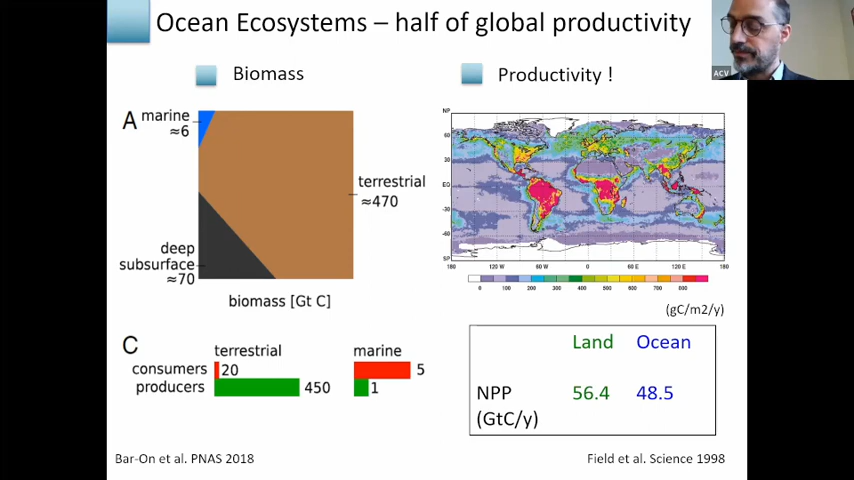 Ocean Ecosystems – half of global productivity
ACV
Biomass
Productivity !
A
marine
≈6
terrestrial
≈470
deep
subsurface
≈70
biomass [Gt C]
NP
60
30
EQ
-30
-60
SP
180 120 W 60 W 0 60 E 120 E 180
0 100 200 300 400 500 600 700 800
(gC/m2/y)
C
terrestrial marine
consumers 20 5
producers 450 1
Land Ocean
NPP 56.4 48.5
(GtC/y)
Bar-On et al. PNAS 2018
Field et al. Science 1998